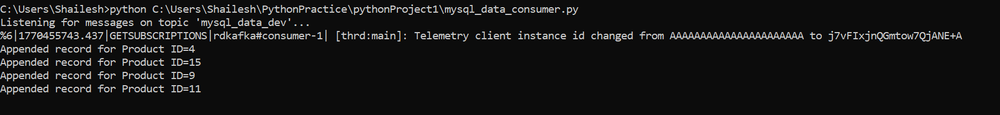 C:\Users\Shailesh>python C:\Users\Shailesh\PythonPractice\pythonProject1\mysql_data_consumer.py
Listening for messages on topic 'mysql_data_dev'...
%6|1770455743.437|GETSUBSCRIPTIONS|rdkafka#consumer-1| [thrd:main]: Telemetry client instance id changed from AAAAAAAAAAAAAAAAAAAAAA to j7vFIxjnQGmtow7QjANE+A
Appended record for Product ID=4
Appended record for Product ID=15
Appended record for Product ID=9
Appended record for Product ID=11